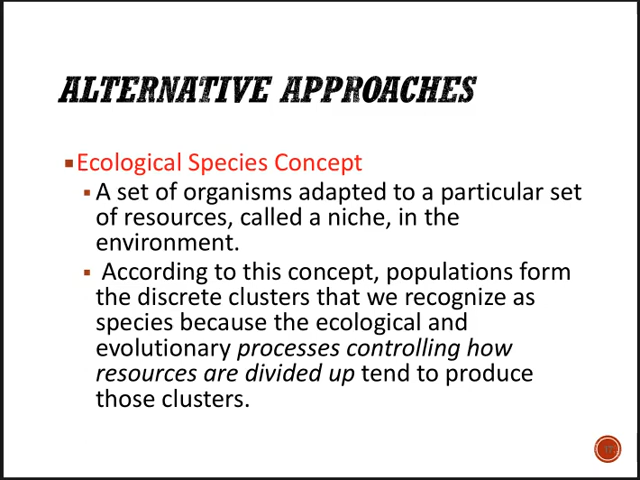 ALTERNATIVE APPROACHES
Ecological Species Concept
A set of organisms adapted to a particular set
of resources, called a niche, in the
environment.
According to this concept, populations form
the discrete clusters that we recognize as
species because the ecological and
evolutionary processes controlling how
resources are divided up tend to produce
those clusters.